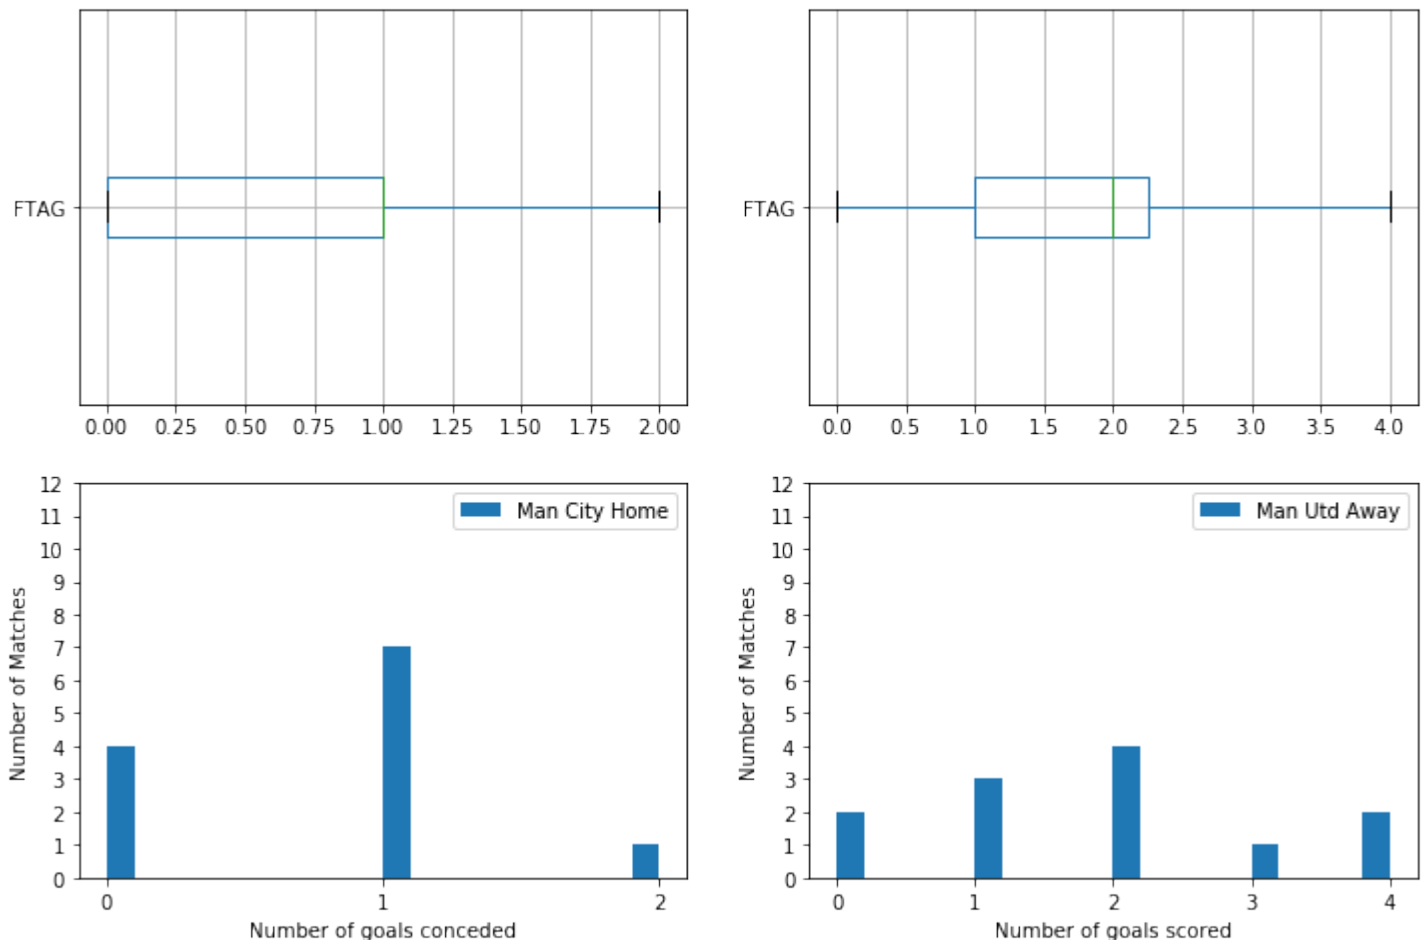 FTAG
0.00 0.25 0.50 0.75 1.00 1.25 1.50 1.75 2.00
FTAG
0.0 0.5 1.0 1.5 2.0 2.5 3.0 3.5 4.0
Man City Home
12
11
10
9
8
7
6
5
4
3
2
1
0
Number of Matches
0 1 2
Number of goals conceded
Man Utd Away
12
11
10
9
8
7
6
5
4
3
2
1
0
Number of Matches
0 1 2 3 4
Number of goals scored